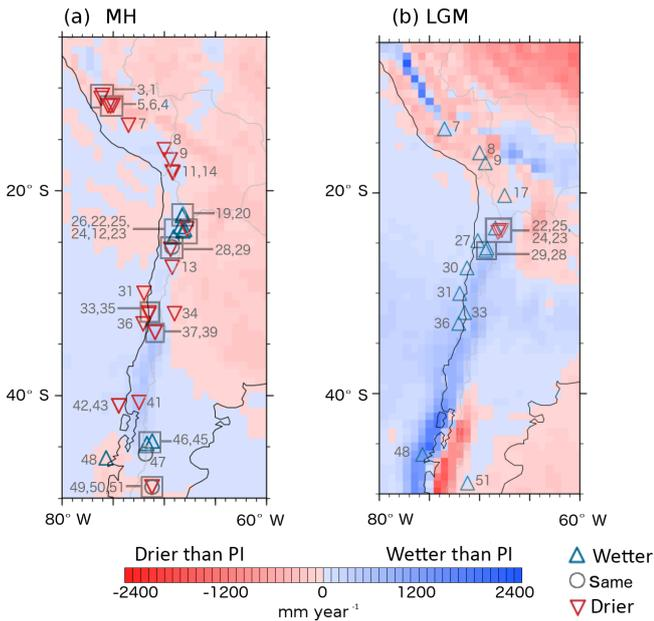 (a) MH
(b) LGM
3,1
5,6,4
7
8
9
11,14
20° S
19,20
26,22,25,
24,12,23
28,29
13
31
33,35
34
36
37,39
40° S
42,43
41
46,45
48
47
49,50,51
80° W
60° W
7
8
9
17
20° S
22,25,
24,23
27
29,28
30
31
33
36
40° S
48
51
80° W
60° W
Drier than PI
Wetter than PI
-2400
-1200
0
1200
2400
mm year -1
Wetter
Same
Drier